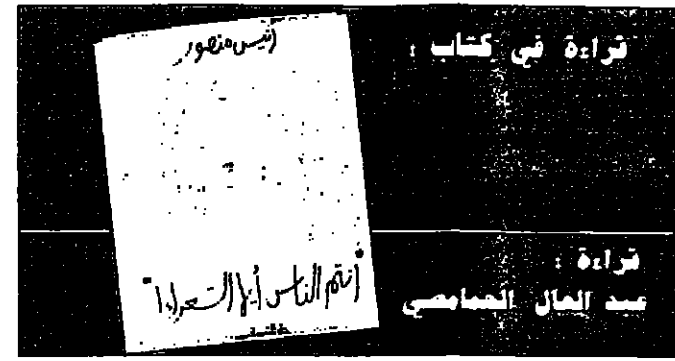 قراءة في كتاب :
أنيس منصور
"أنتم الناس أيها الشعراء"
قراءة :
عبد العال الحمامصي